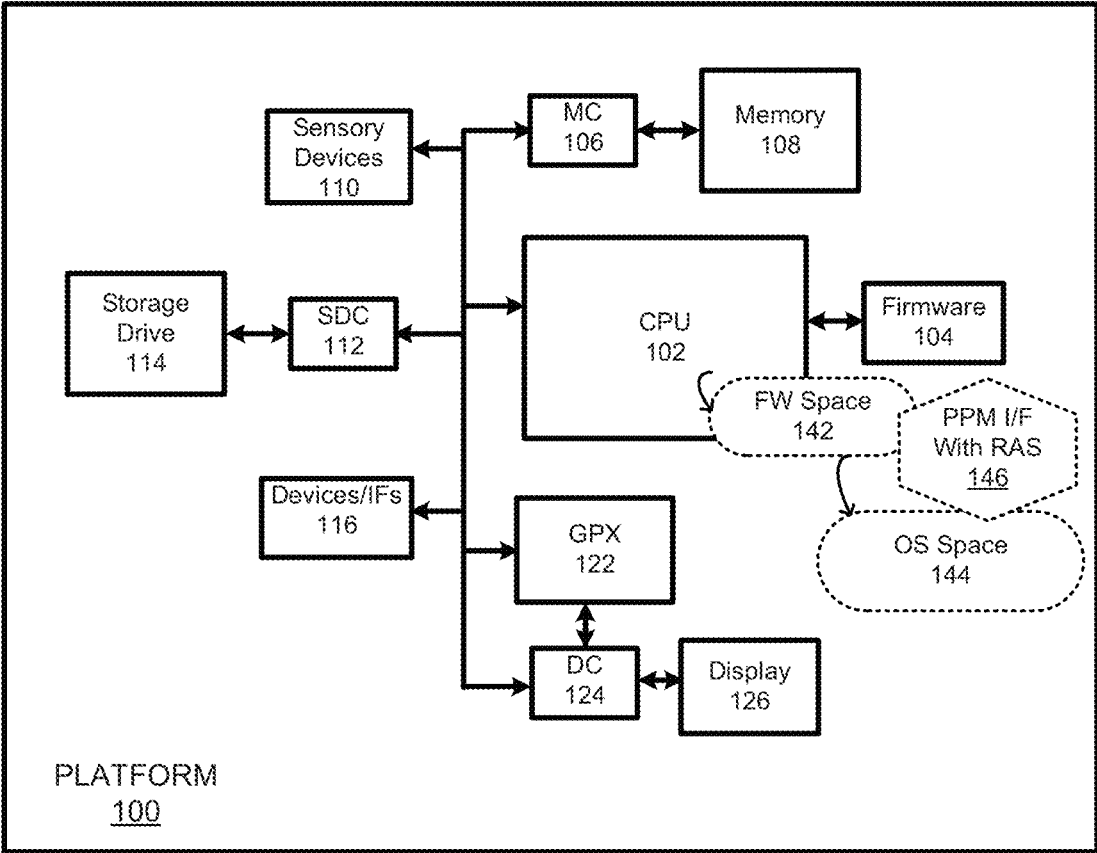 MC
106
Memory
108
Sensory
Devices
110
Storage
Drive
114
SDC
112
CPU
102
Firmware
104
FW Space
142
PPM I/F
With RAS
146
Devices/IFs
116
GPX
122
OS Space
144
DC
124
Display
126
PLATFORM
100